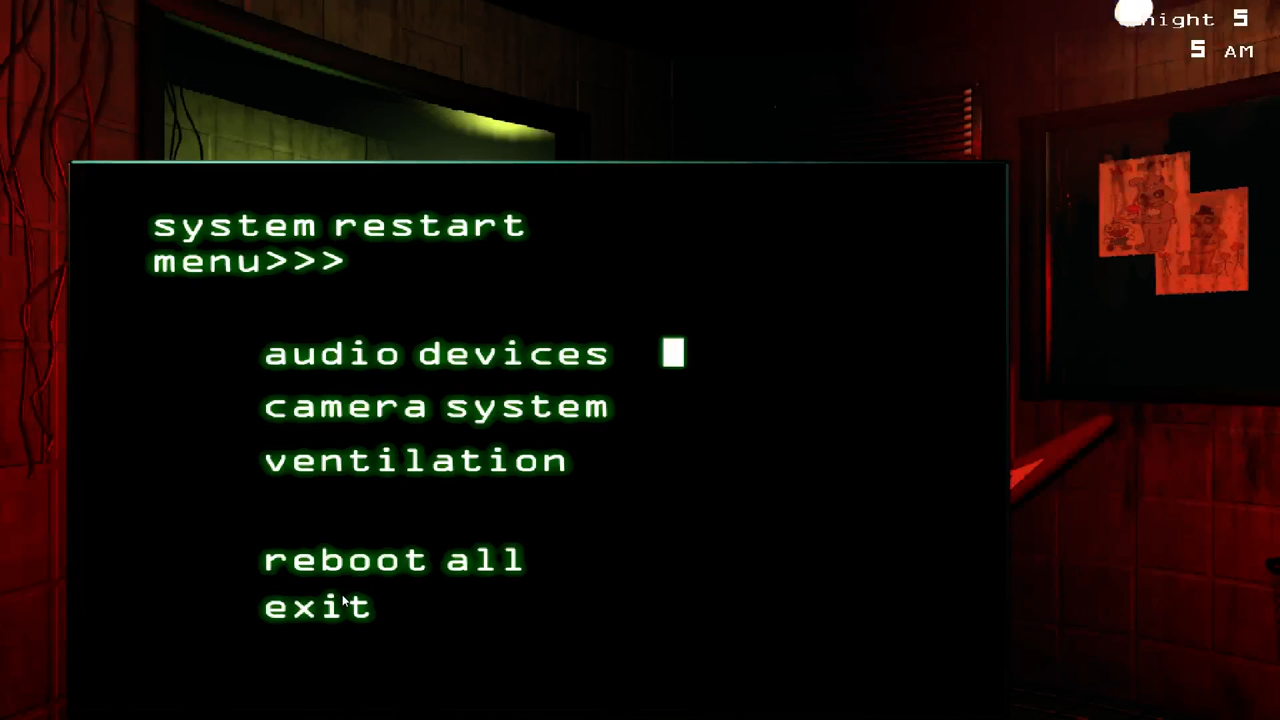 night 5
5 AM
system restart
menu>>>
audio devices
camera system
ventilation
reboot all
exit